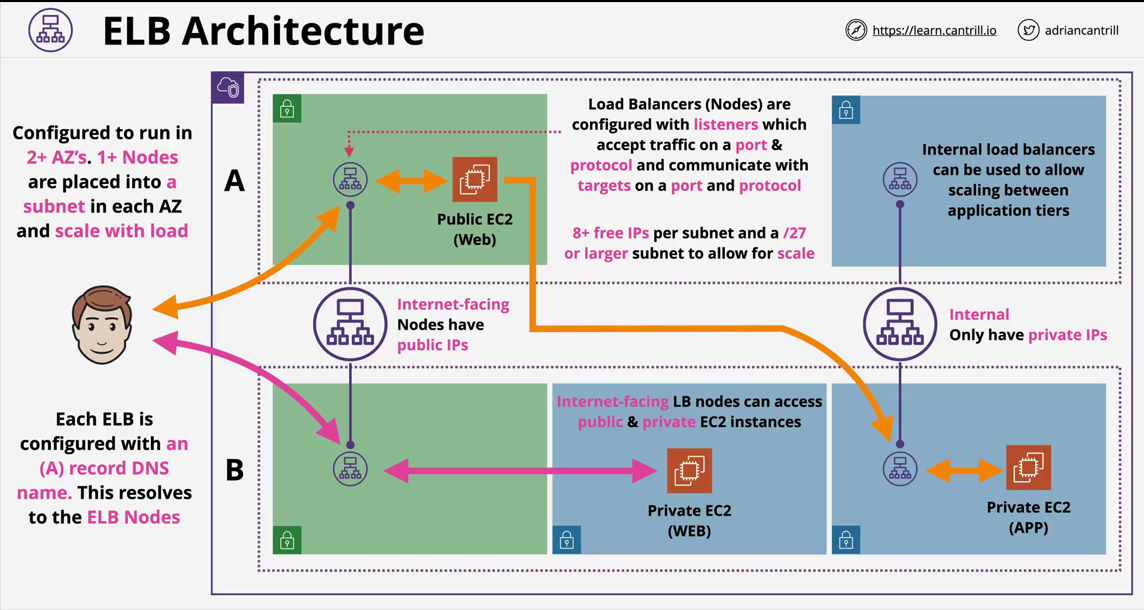 ELB Architecture
https://learn.cantrill.io
adriancantrill
Configured to run in
2+ AZ's. 1+ Nodes
are placed into a
subnet in each AZ
and scale with load
A
Public EC2
(Web)
Load Balancers (Nodes) are
configured with listeners which
accept traffic on a port &
protocol and communicate with
targets on a port and protocol
8+ free IPs per subnet and a /27
or larger subnet to allow for scale
Internal load balancers
can be used to allow
scaling between
application tiers
Internet-facing
Nodes have
public IPs
Internal
Only have private IPs
Each ELB is
configured with an
(A) record DNS
name. This resolves
to the ELB Nodes
B
Internet-facing LB nodes can access
public & private EC2 instances
Private EC2
(WEB)
Private EC2
(APP)